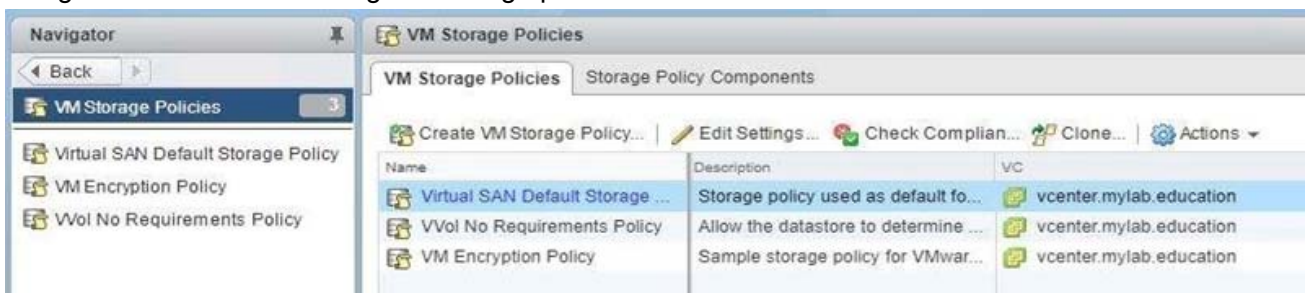 Navigator
VM Storage Policies
Back
VM Storage Policies Storage Policy Components
VM Storage Policies 3
Create VM Storage Policy... | Edit Settings... Check Complian... Clone... | Actions
Virtual SAN Default Storage Policy
VM Encryption Policy
VVol No Requirements Policy
Name Description VC
Virtual SAN Default Storage ... Storage policy used as default fo... vcenter.mylab.education
VVol No Requirements Policy Allow the datastore to determine ... vcenter.mylab.education
VM Encryption Policy Sample storage policy for VMwar... vcenter.mylab.education